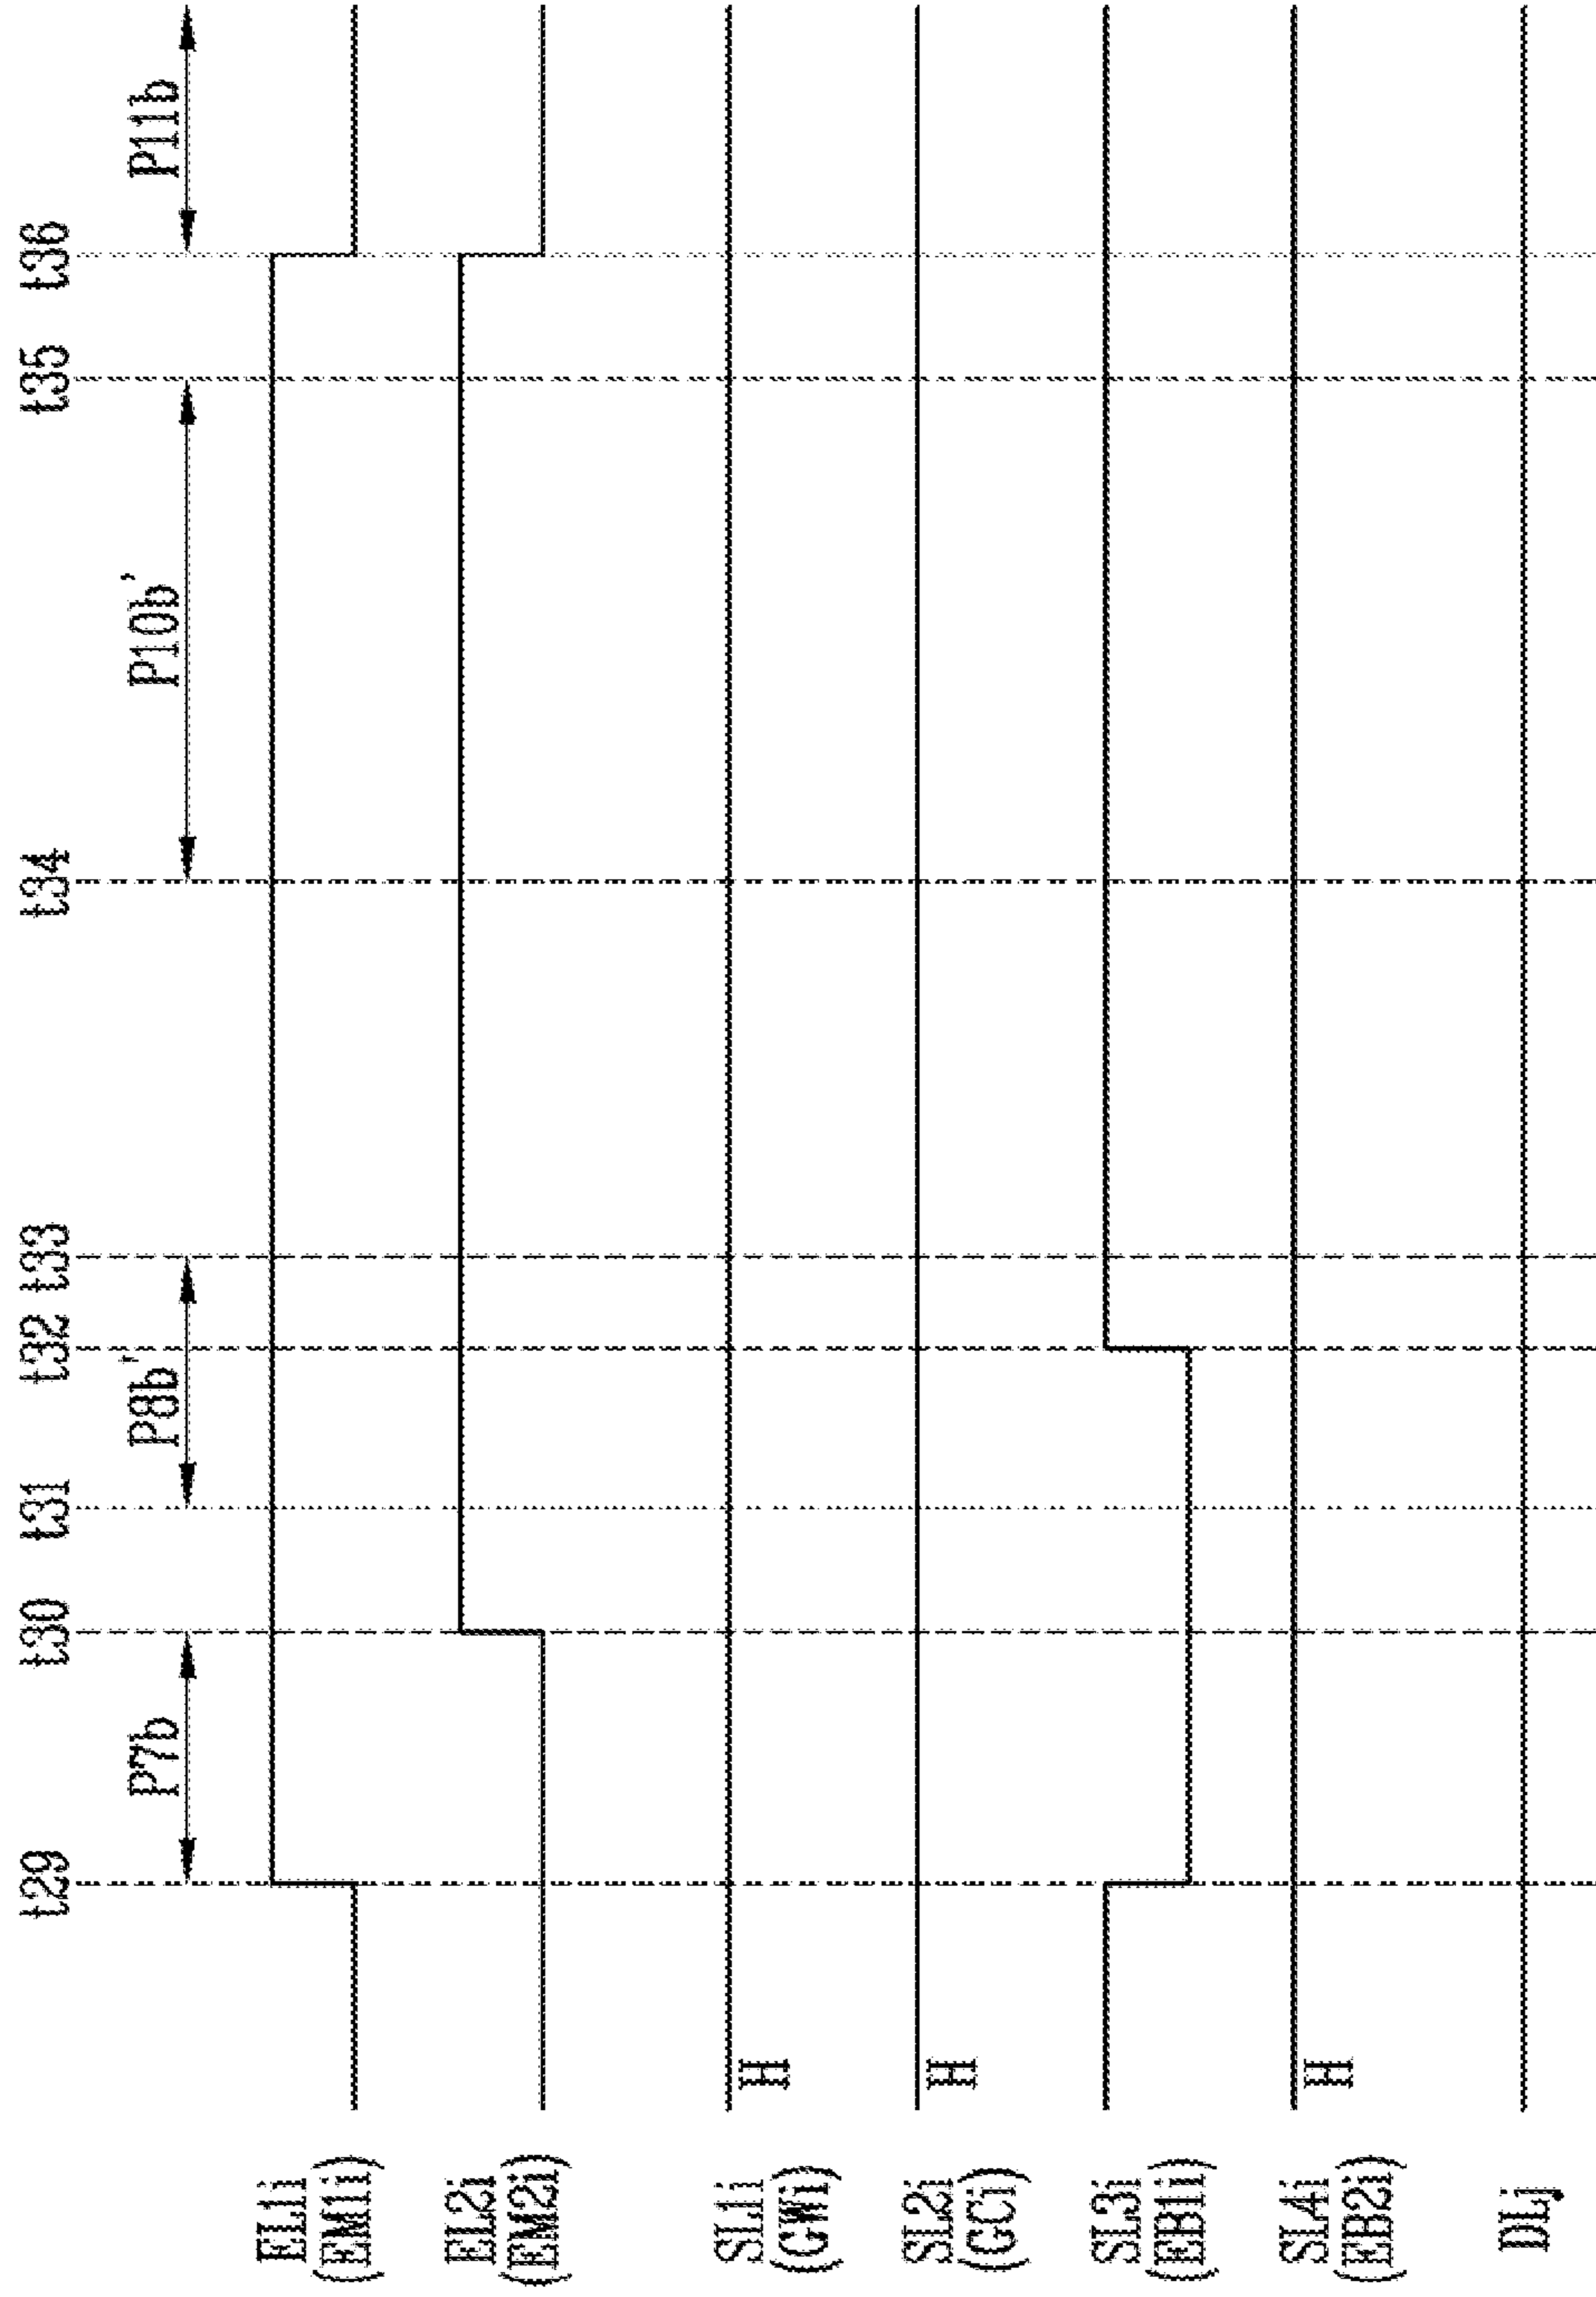 t29 t30 t31 t32 t33 t34 t35 t36
P7b P8b' P10b' P11b
EL1i
(EM1i)
EL2i
(EM2i)
SL1i
(GWi)
H
SL2i
(GCi)
H
SL3i
(EB1i)
SL4i
(EB2i)
H
DLj